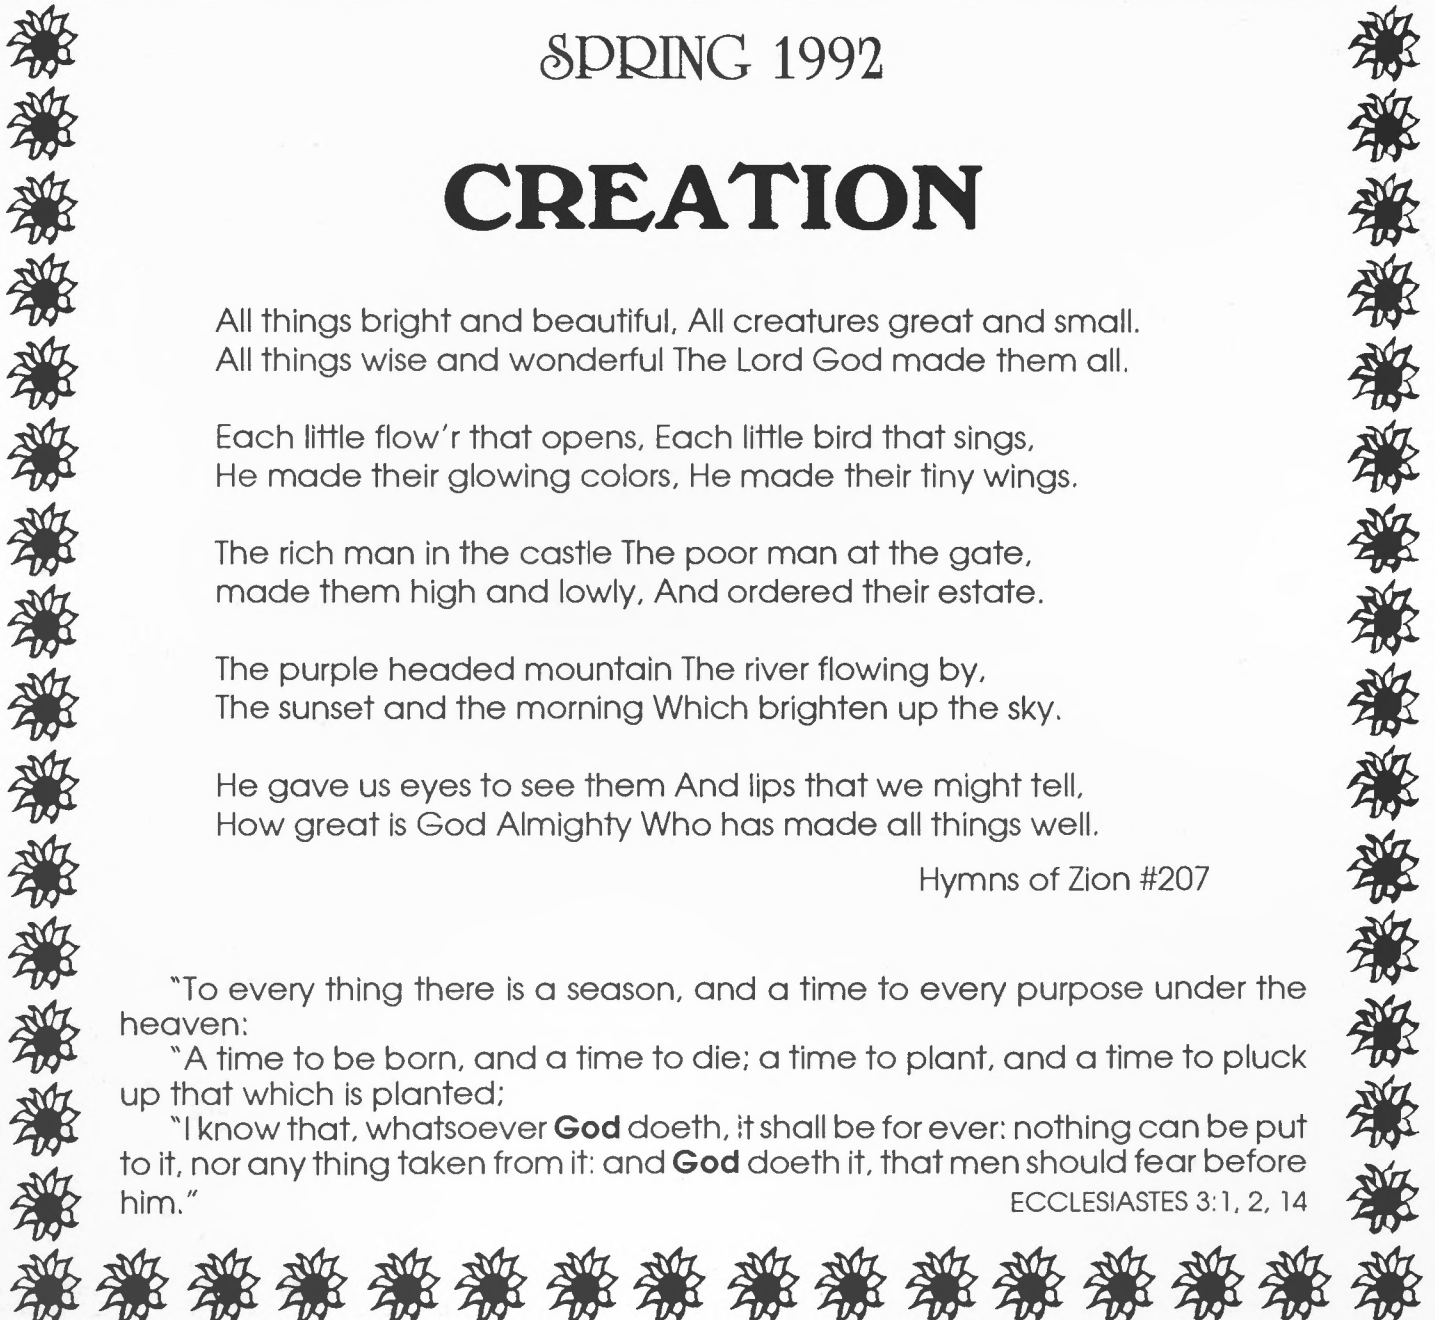 SPRING 1992
CREATION
All things bright and beautiful, All creatures great and small.
All things wise and wonderful The Lord God made them all.
Each little flow'r that opens, Each little bird that sings,
He made their glowing colors, He made their tiny wings.
The rich man in the castle The poor man at the gate,
made them high and lowly, And ordered their estate.
The purple headed mountain The river flowing by,
The sunset and the morning Which brighten up the sky.
He gave us eyes to see them And lips that we might tell,
How great is God Almighty Who has made all things well.
Hymns of Zion #207
"To every thing there is a season, and a time to every purpose under the
heaven:
"A time to be born, and a time to die; a time to plant, and a time to pluck
up that which is planted;
"I know that, whatsoever God doeth, it shall be for ever: nothing can be put
to it, nor any thing taken from it: and God doeth it, that men should fear before
him." ECCLESIASTES 3:1, 2, 14